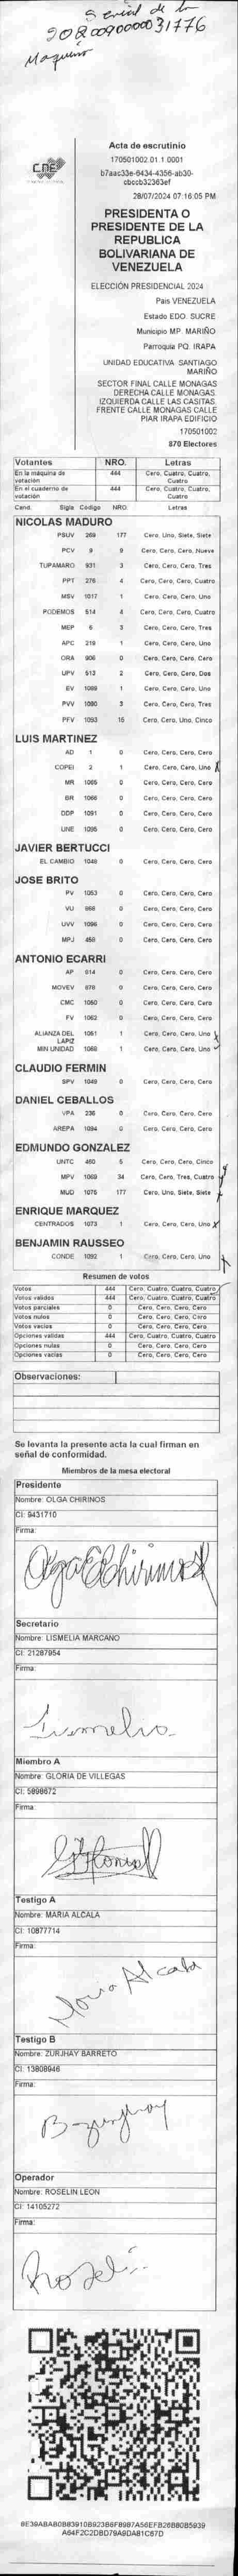 Serial de la
Maquina
Acta de escrutinio
170501002.01.1.0001
CNE
28/07/2024 07:16:05 PM
PRESIDENTA O
PRESIDENTE DE LA
REPUBLICA
BOLIVARIANA DE
VENEZUELA
ELECCIÓN PRESIDENCIAL 2024
Pais VENEZUELA
Estado EDO. SUCRE
Municipio MP. MARIÑO
Parroquia PQ. IRAPA
UNIDAD EDUCATIVA SANTIAGO
MARIÑO
SECTOR FINAL CALLE MONAGAS
DERECHA CALLE MONAGAS.
IZQUIERDA CALLE LAS CASITAS.
FRENTE CALLE MONAGAS CALLE
PIAR IRAPA EDIFICIO
170501002
870 Electores
Votantes NRO. Letras
En la máquina de votación 444 Cero, Cuatro, Cuatro, Cuatro
En el cuaderno de votación 444 Cero, Cuatro, Cuatro, Cuatro
Cand. Sigla Código NRO. Letras
NICOLAS MADURO
PSUV 269 177 Cero, Uno, Siete, Siete
PCV 9 9 Cero, Cero, Cero, Nueve
TUPAMARO 931 3 Cero, Cero, Cero, Tres
PPT 276 4 Cero, Cero, Cero, Cuatro
MSV 1017 1 Cero, Cero, Cero, Uno
PODEMOS 514 4 Cero, Cero, Cero, Cuatro
MEP 6 3 Cero, Cero, Cero, Tres
APC 219 1 Cero, Cero, Cero, Uno
ORA 906 0 Cero, Cero, Cero, Cero
UPV 513 2 Cero, Cero, Cero, Dos
EV 1089 1 Cero, Cero, Cero, Uno
PVV 1090 3 Cero, Cero, Cero, Tres
PFV 1093 15 Cero, Cero, Uno, Cinco
LUIS MARTINEZ
AD 1 0 Cero, Cero, Cero, Cero
COPEI 2 1 Cero, Cero, Cero, Uno
MR 1065 0 Cero, Cero, Cero, Cero
BR 1066 0 Cero, Cero, Cero, Cero
DDP 1091 0 Cero, Cero, Cero, Cero
UNE 1095 0 Cero, Cero, Cero, Cero
JAVIER BERTUCCI
EL CAMBIO 1048 0 Cero, Cero, Cero, Cero
JOSE BRITO
PV 1053 0 Cero, Cero, Cero, Cero
VU 968 0 Cero, Cero, Cero, Cero
UVV 1096 0 Cero, Cero, Cero, Cero
MPJ 458 0 Cero, Cero, Cero, Cero
ANTONIO ECARRI
AP 614 0 Cero, Cero, Cero, Cero
MOVEV 878 0 Cero, Cero, Cero, Cero
CMC 1050 0 Cero, Cero, Cero, Cero
FV 1062 0 Cero, Cero, Cero, Cero
ALIANZA DEL LAPIZ 1051 1 Cero, Cero, Cero, Uno
MIN UNIDAD 1068 1 Cero, Cero, Cero, Uno
CLAUDIO FERMIN
SPV 1049 0 Cero, Cero, Cero, Cero
DANIEL CEBALLOS
VPA 236 0 Cero, Cero, Cero, Cero
AREPA 1094 0 Cero, Cero, Cero, Cero
EDMUNDO GONZALEZ
UNTC 460 5 Cero, Cero, Cero, Cinco
MPV 1069 34 Cero, Cero, Tres, Cuatro
MUD 1075 177 Cero, Uno, Siete, Siete
ENRIQUE MARQUEZ
CENTRADOS 1073 1 Cero, Cero, Cero, Uno
BENJAMIN RAUSSEO
CONDE 1092 1 Cero, Cero, Cero, Uno
Resumen de votos
Votos 444 Cero, Cuatro, Cuatro, Cuatro
Votos válidos 444 Cero, Cuatro, Cuatro, Cuatro
Votos parciales 0 Cero, Cero, Cero, Cero
Votos nulos 0 Cero, Cero, Cero, Cero
Votos vacíos 0 Cero, Cero, Cero, Cero
Opciones válidas 444 Cero, Cuatro, Cuatro, Cuatro
Opciones nulas 0 Cero, Cero, Cero, Cero
Opciones vacías 0 Cero, Cero, Cero, Cero
Observaciones:
Se levanta la presente acta la cual firman en
señal de conformidad.
Miembros de la mesa electoral
Presidente
Nombre: OLGA CHIRINOS
CI: 9431710
Firma:
Olga E Chirinos
Secretario
Nombre: LISMELIA MARCANO
CI: 21287954
Firma:
Miembro A
Nombre: GLORIA DE VILLEGAS
CI: 5898672
Firma:
Testigo A
Nombre: MARIA ALCALA
CI: 10877714
Firma:
Maria Alcala
Testigo B
Nombre: ZURJHAY BARRETO
CI: 13808946
Firma:
Operador
Nombre: ROSELIN LEON
CI: 14105272
Firma: